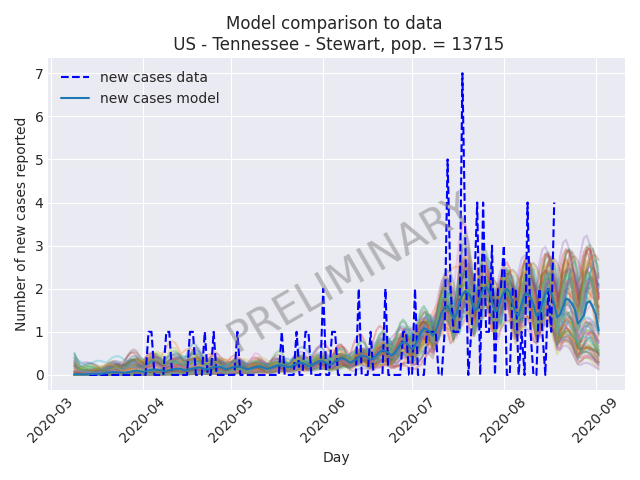 Model comparison to data
US - Tennessee - Stewart, pop. = 13715
7
6
5
4
3
2
1
0
Number of new cases reported
new cases data
new cases model
PRELIMINARY
2020-03
2020-04
2020-05
2020-06
2020-07
2020-08
2020-09
Day